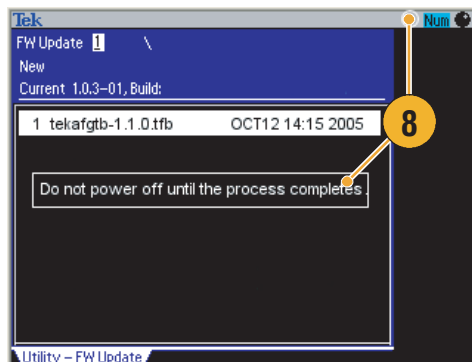 Tek Num
FW Update 1 \
New
Current 1.0.3-01, Build:
1 tekafgtb-1.1.0.tfb OCT12 14:15 2005
8
Do not power off until the process completes.
Utility – FW Update